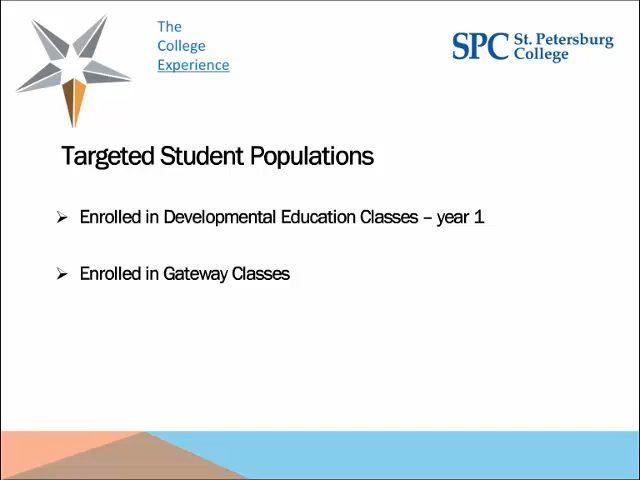 The
College
Experience
SPC St. Petersburg
College
Targeted Student Populations
➢ Enrolled in Developmental Education Classes – year 1
➢ Enrolled in Gateway Classes